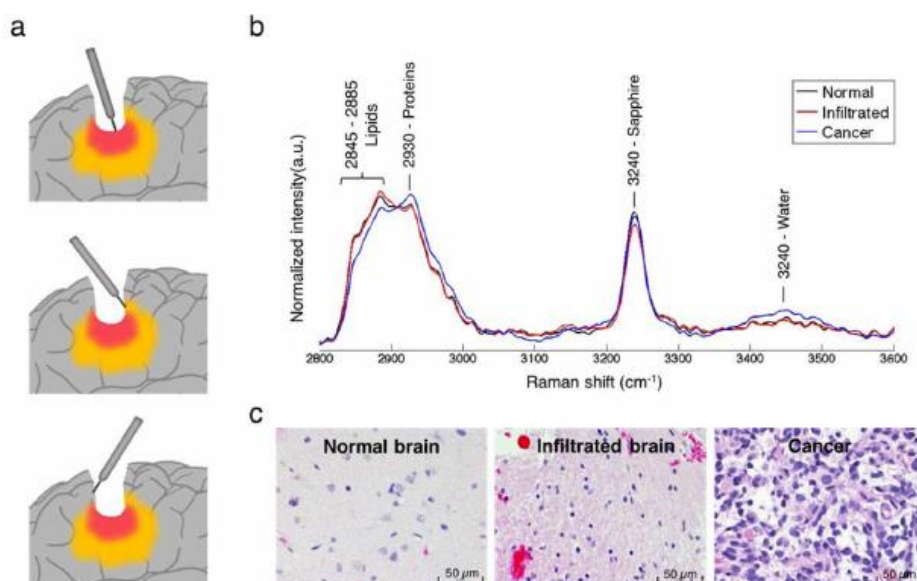 a
b
2845 - 2885
Lipids
2930 - Proteins
3240 - Sapphire
3240 - Water
Normal
Infiltrated
Cancer
Normalized intensity(a.u.)
2800 2900 3000 3100 3200 3300 3400 3500 3600
Raman shift (cm⁻¹)
c
Normal brain
50 µm
Infiltrated brain
50 µm
Cancer
50 µm